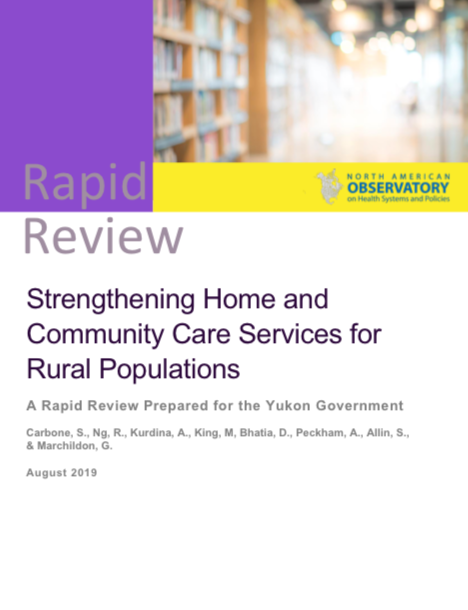 Rapid
Review
NORTH AMERICAN
OBSERVATORY
on Health Systems and Policies
Strengthening Home and
Community Care Services for
Rural Populations
A Rapid Review Prepared for the Yukon Government
Carbone, S., Ng, R., Kurdina, A., King, M, Bhatia, D., Peckham, A., Allin, S.,
& Marchildon, G.
August 2019